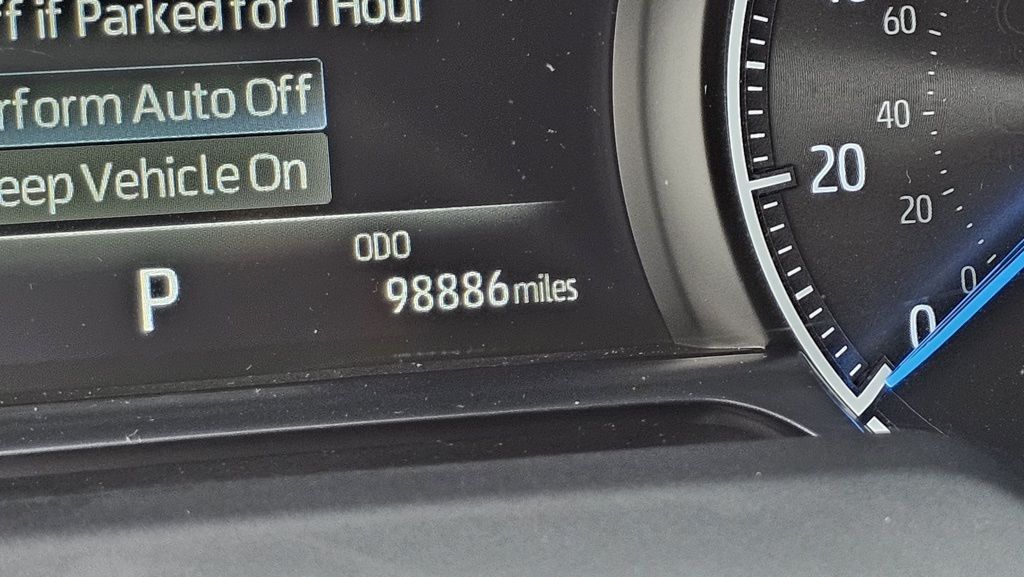 if Parked for 1 Hour
rform Auto Off
eep Vehicle On
P
ODO
98886 miles
60
40
20
20
0
0